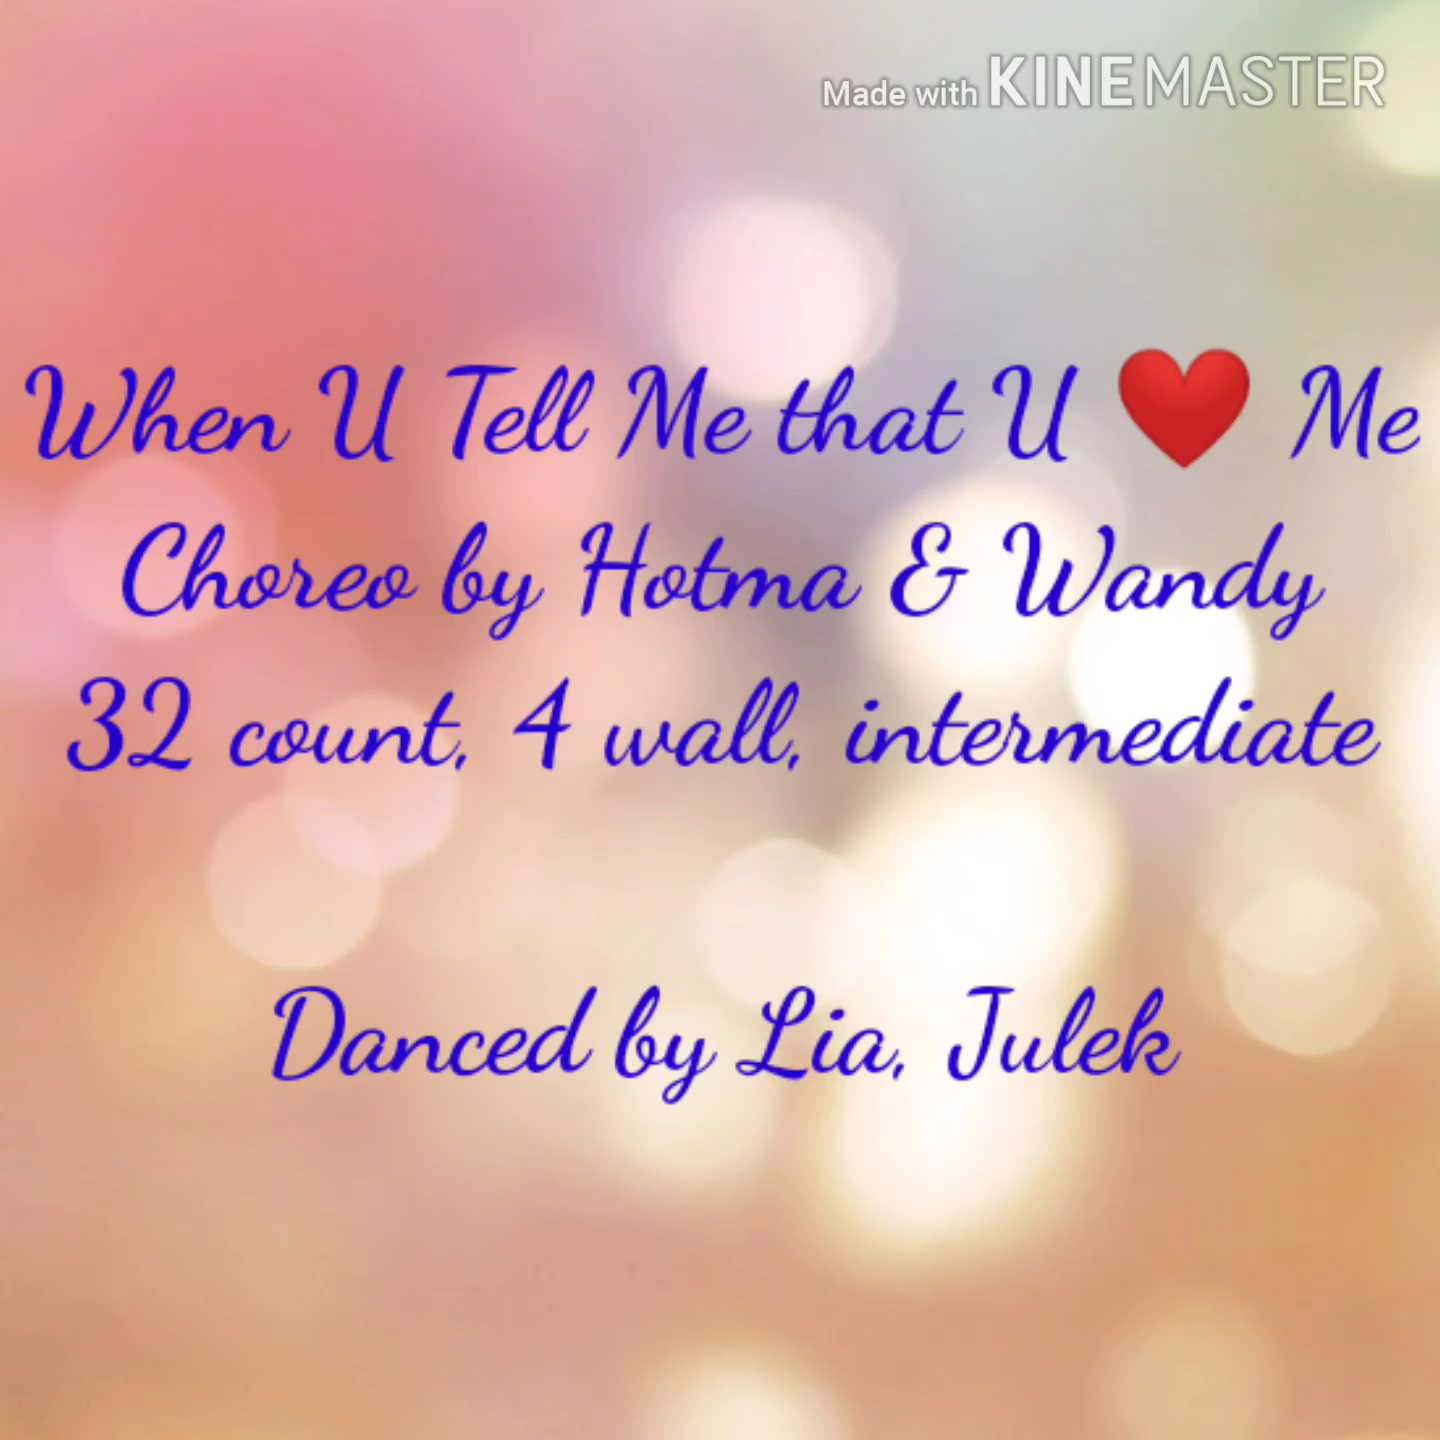 Made with KINEMASTER
When U Tell Me that U ❤ Me
Choreo by Hotma & Wandy
32 count, 4 wall, intermediate
Danced by Lia, Julek